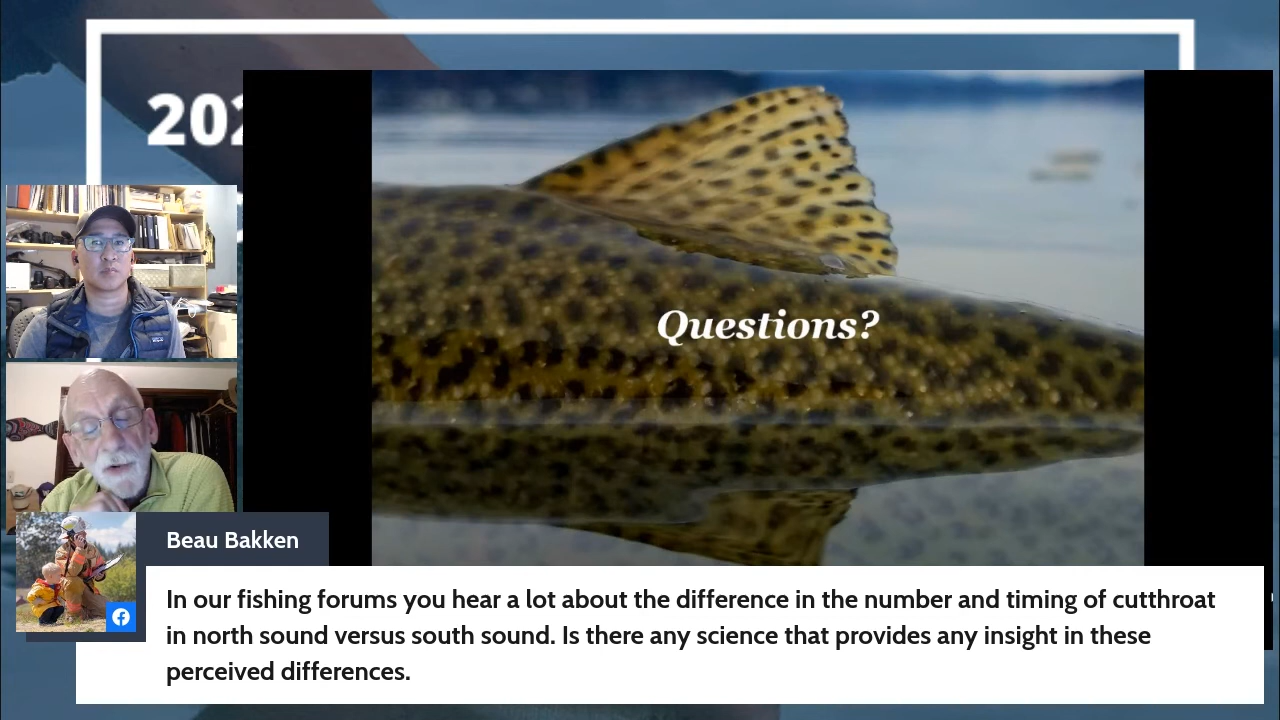 202
Questions?
Beau Bakken
In our fishing forums you hear a lot about the difference in the number and timing of cutthroat
in north sound versus south sound. Is there any science that provides any insight in these
perceived differences.